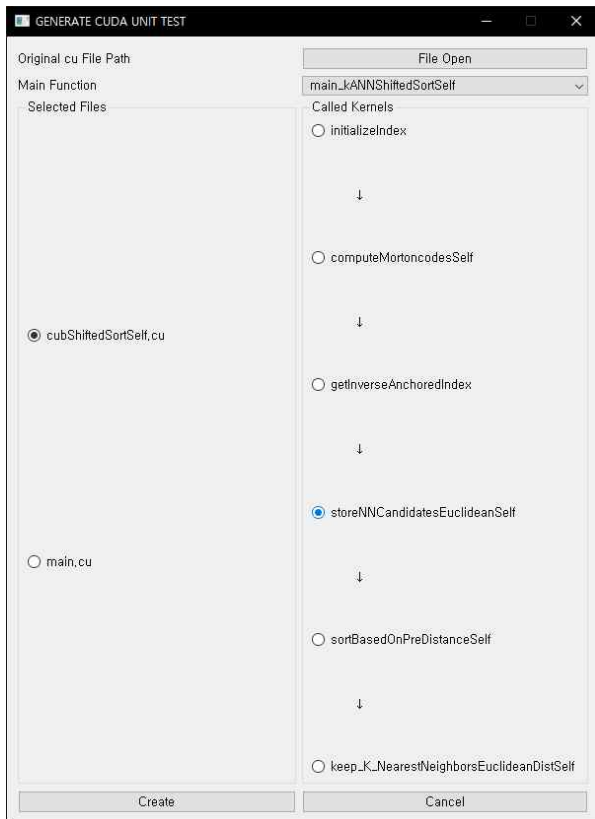 GENERATE CUDA UNIT TEST
Original cu File Path
File Open
Main Function
main_kANNShiftedSortSelf
Selected Files
cubShiftedSortSelf.cu
main.cu
Called Kernels
initializeIndex
↓
computeMortoncodesSelf
↓
getInverseAnchoredIndex
↓
storeNNCandidatesEuclideanSelf
↓
sortBasedOnPreDistanceSelf
↓
keep_K_NearestNeighborsEuclideanDistSelf
Create
Cancel